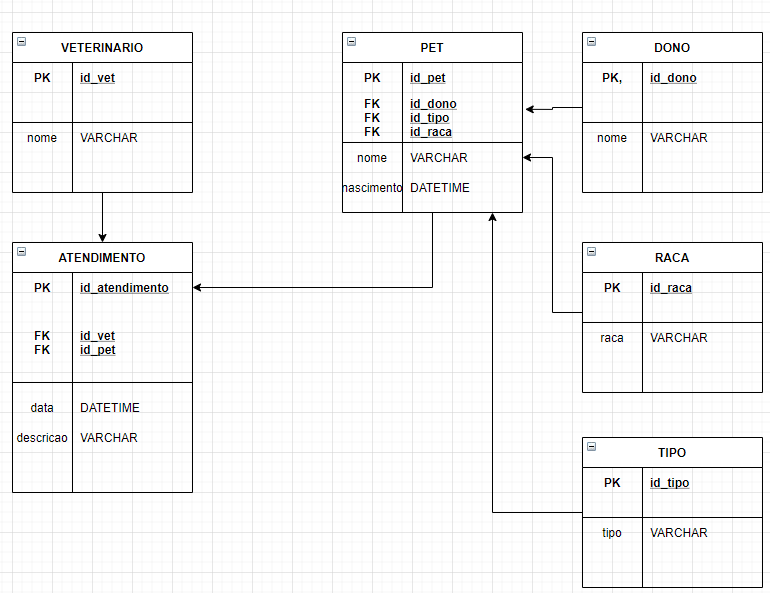 VETERINARIO
PK id_vet
nome VARCHAR
PET
PK id_pet
FK id_dono
FK id_tipo
FK id_raca
nome VARCHAR
nascimento DATETIME
DONO
PK, id_dono
nome VARCHAR
ATENDIMENTO
PK id_atendimento
FK id_vet
FK id_pet
data DATETIME
descricao VARCHAR
RACA
PK id_raca
raca VARCHAR
TIPO
PK id_tipo
tipo VARCHAR